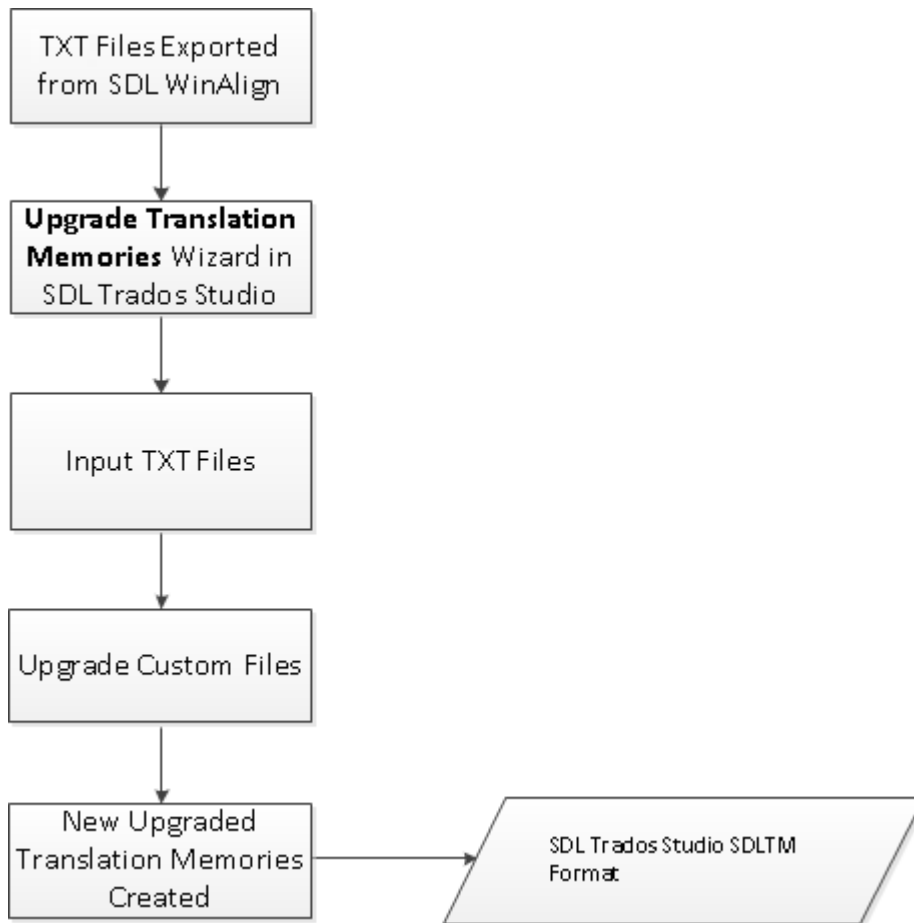 TXT Files Exported
from SDL WinAlign
Upgrade Translation
Memories Wizard in
SDL Trados Studio
Input TXT Files
Upgrade Custom Files
New Upgraded
Translation Memories
Created
SDL Trados Studio SDLTM
Format